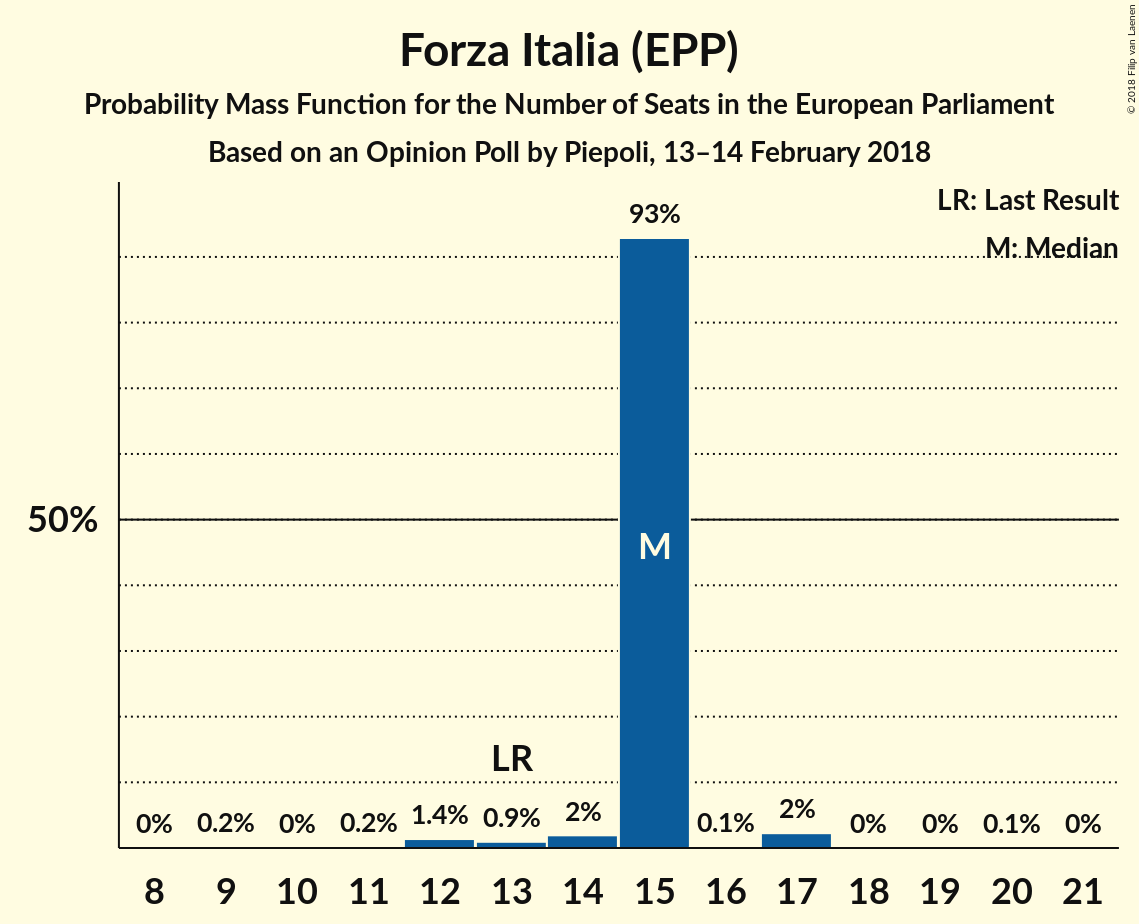 Forza Italia (EPP)
Probability Mass Function for the Number of Seats in the European Parliament
Based on an Opinion Poll by Piepoli, 13–14 February 2018
© 2018 Filip van Laenen
LR: Last Result
M: Median
93%
50%
M
LR
0% 0.2% 0% 0.2% 1.4% 0.9% 2% 0.1% 2% 0% 0% 0.1% 0%
8 9 10 11 12 13 14 15 16 17 18 19 20 21